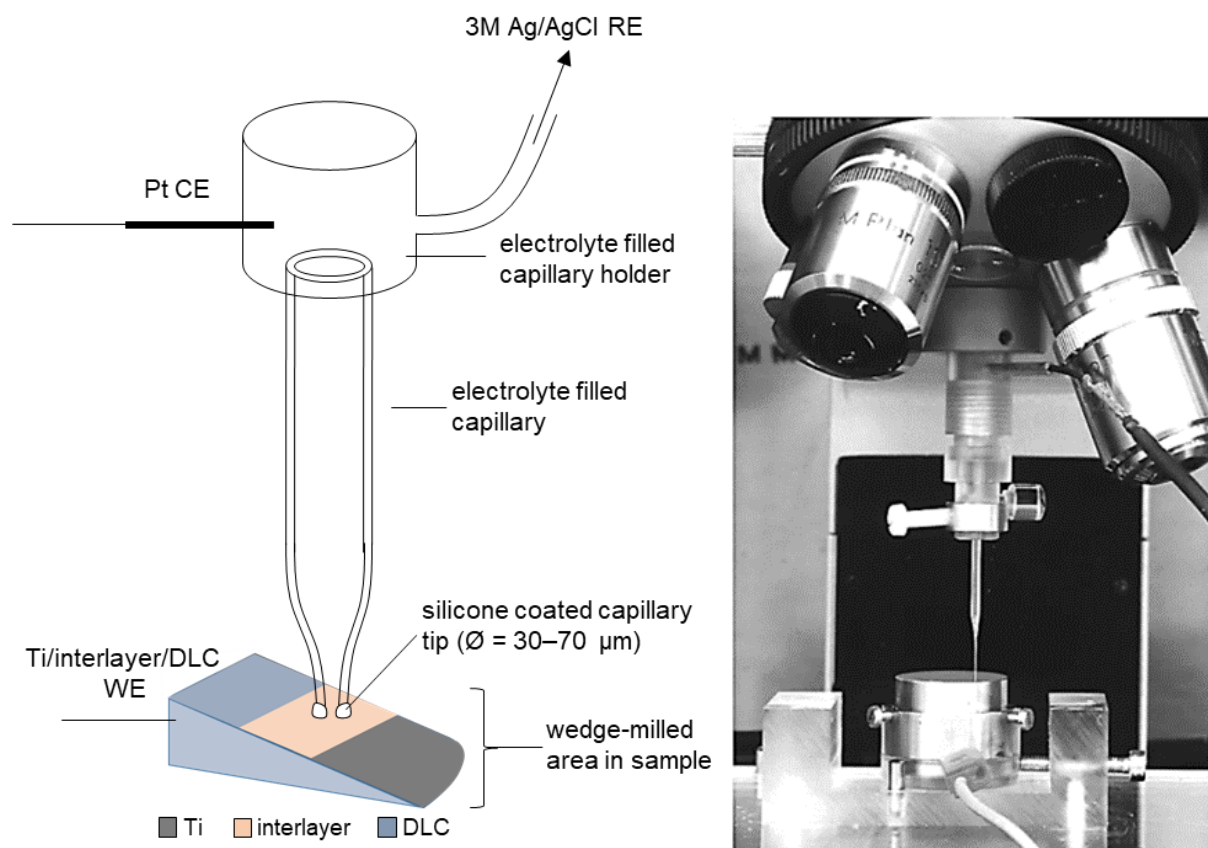 3M Ag/AgCl RE
Pt CE
electrolyte filled
capillary holder
electrolyte filled
capillary
silicone coated capillary
tip (Ø = 30–70 µm)
Ti/interlayer/DLC
WE
wedge-milled
area in sample
Ti
interlayer
DLC
M Plan